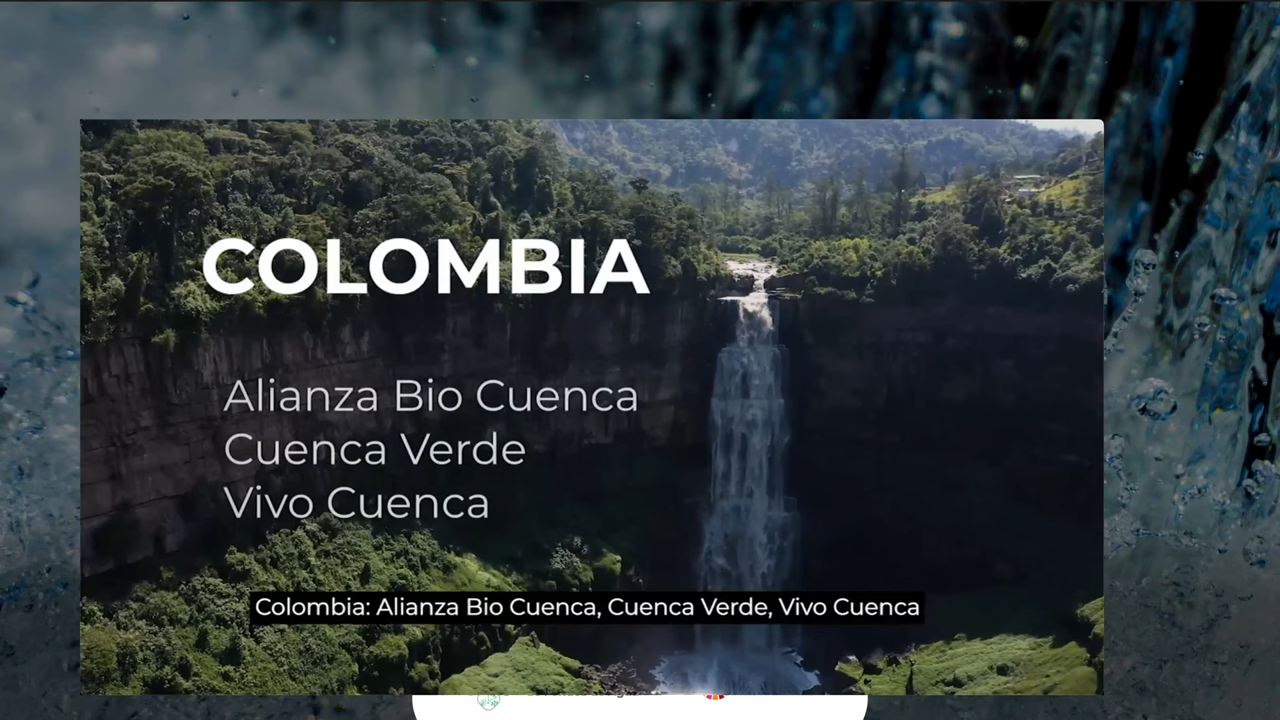 COLOMBIA
Alianza Bio Cuenca
Cuenca Verde
Vivo Cuenca
Colombia: Alianza Bio Cuenca, Cuenca Verde, Vivo Cuenca